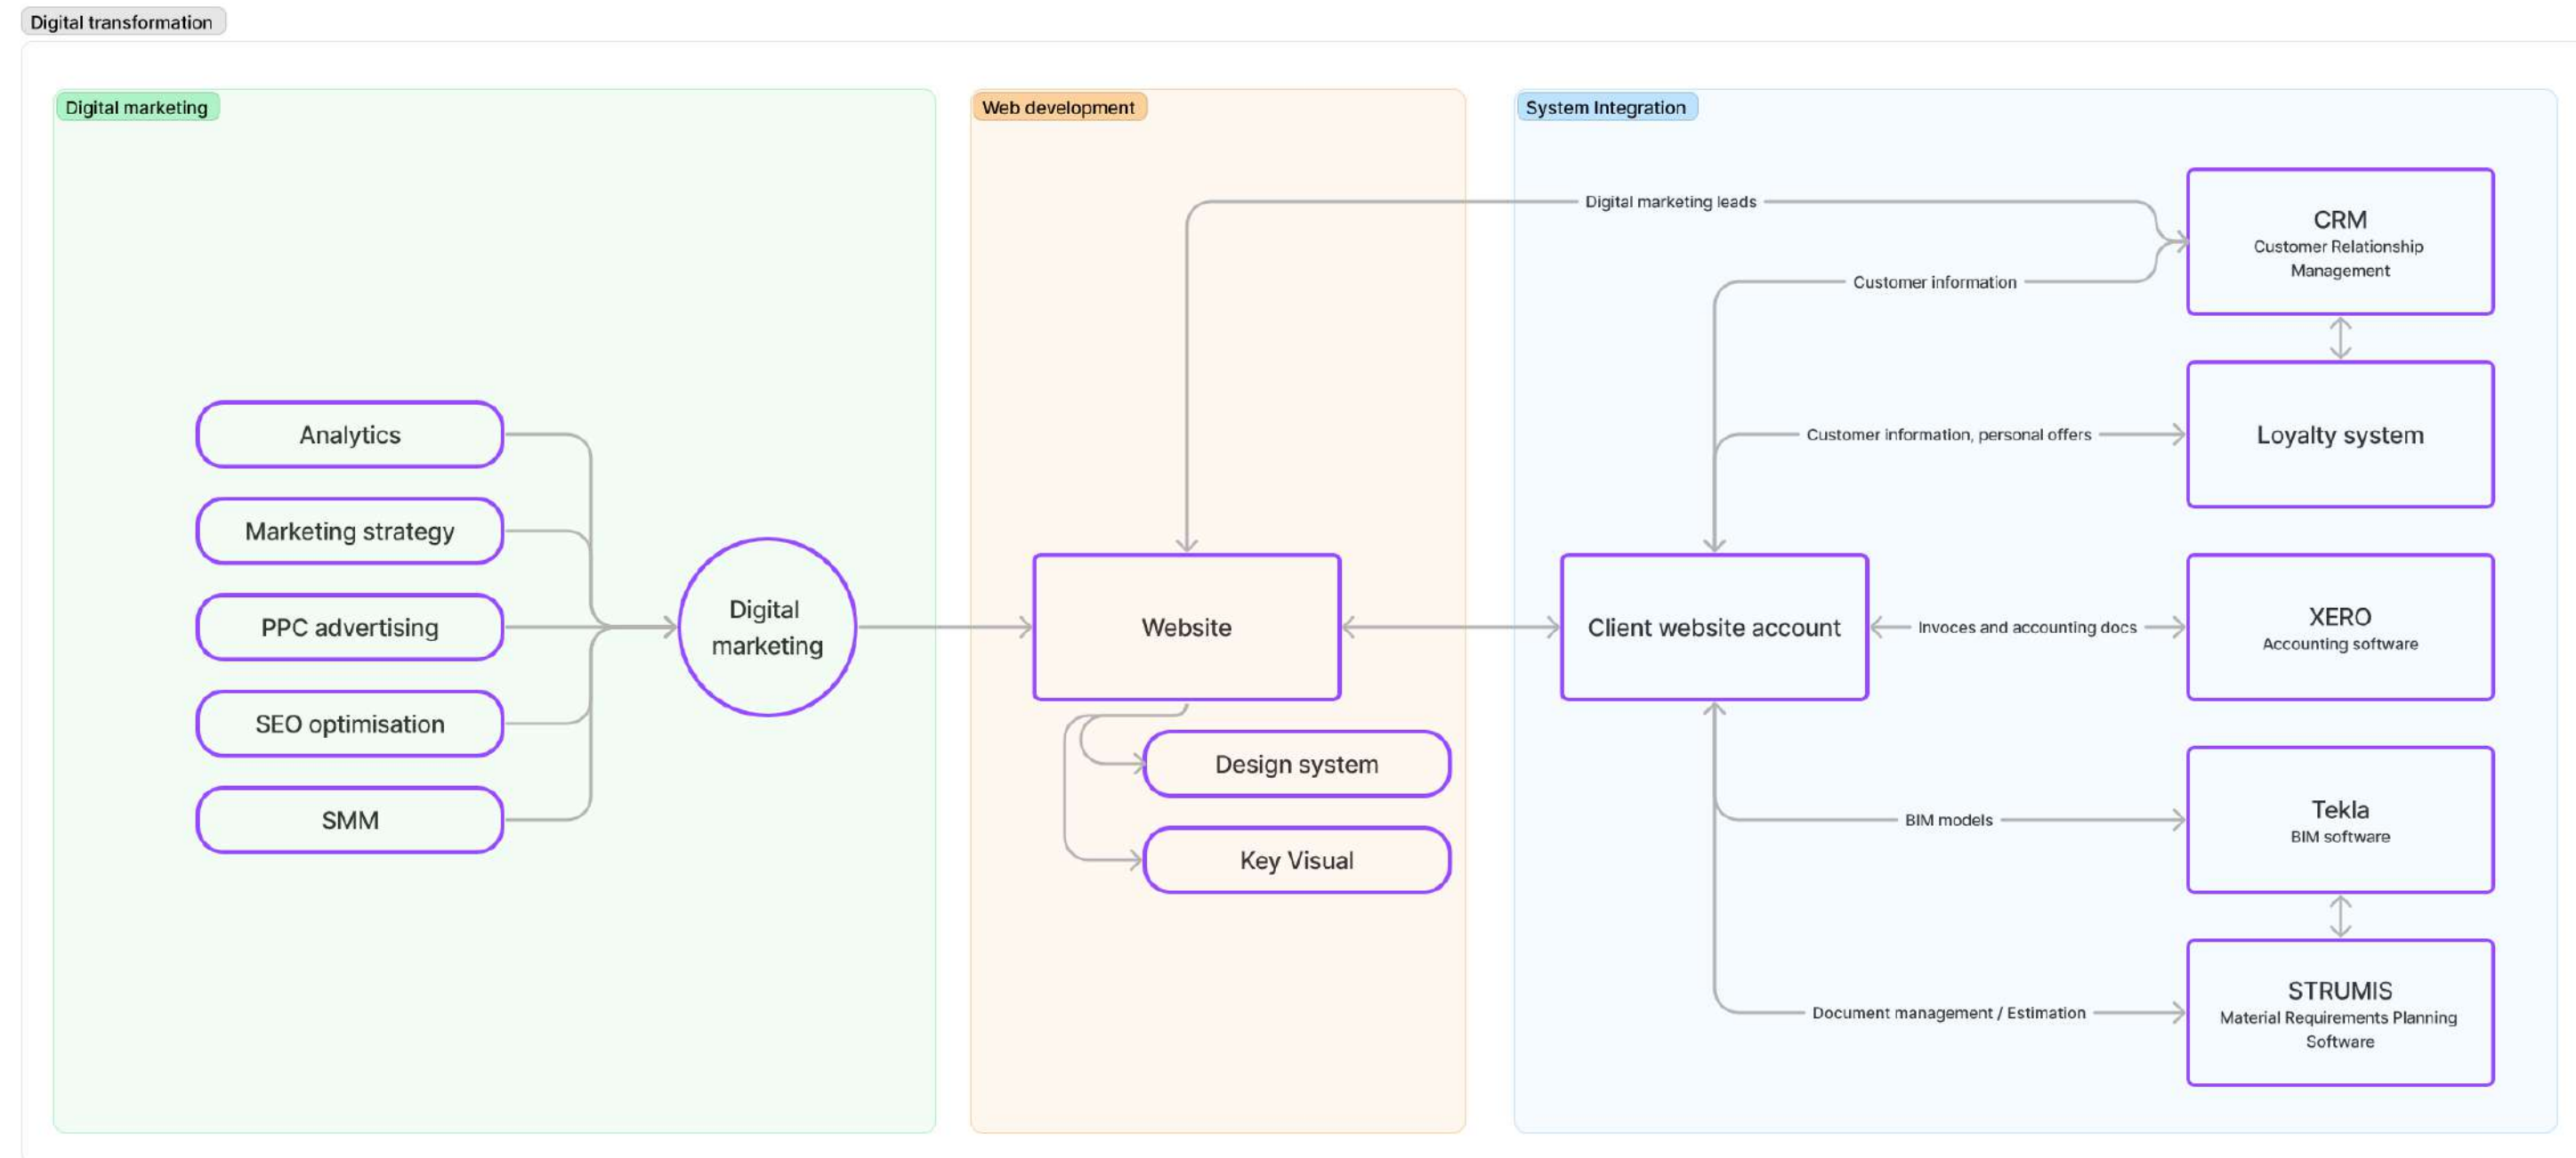 Digital transformation
Digital marketing
Analytics
Marketing strategy
PPC advertising
SEO optimisation
SMM
Digital
marketing
Web development
Website
Design system
Key Visual
System Integration
Digital marketing leads
Customer information
Customer information, personal offers
Client website account
Invoces and accounting docs
BIM models
Document management / Estimation
CRM
Customer Relationship
Management
Loyalty system
XERO
Accounting software
Tekla
BIM software
STRUMIS
Material Requirements Planning
Software